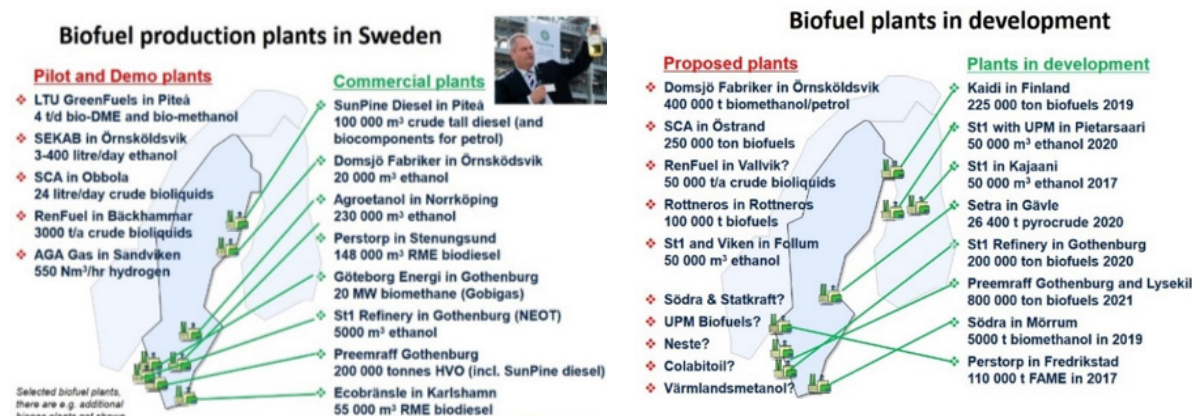 Biofuel production plants in Sweden
Pilot and Demo plants
LTU GreenFuels in Piteå
4 t/d bio-DME and bio-methanol
SEKAB in Örnsköldsvik
3-400 litre/day ethanol
SCA in Obbola
24 litre/day crude bioliquids
RenFuel in Bäckhammar
3000 t/a crude bioliquids
AGA Gas in Sandviken
550 Nm³/hr hydrogen
Selected biofuel plants,
there are e.g. additional
biogas plants not shown
Commercial plants
SunPine Diesel in Piteå
100 000 m³ crude tall diesel (and
biocomponents for petrol)
Domsjö Fabriker in Örnsködsvik
20 000 m³ ethanol
Agroetanol in Norrköping
230 000 m³ ethanol
Perstorp in Stenungsund
148 000 m³ RME biodiesel
Göteborg Energi in Gothenburg
20 MW biomethane (Gobigas)
St1 Refinery in Gothenburg (NEOT)
5000 m³ ethanol
Preemraff Gothenburg
200 000 tonnes HVO (incl. SunPine diesel)
Ecobränsle in Karlshamn
55 000 m³ RME biodiesel
Biofuel plants in development
Proposed plants
Domsjö Fabriker in Örnsköldsvik
400 000 t biomethanol/petrol
SCA in Östrand
250 000 ton biofuels
RenFuel in Vallvik?
50 000 t/a crude bioliquids
Rottneros in Rottneros
100 000 t biofuels
St1 and Viken in Follum
50 000 m³ ethanol
Södra & Statkraft?
UPM Biofuels?
Neste?
Colabitoil?
Värmlandsmetanol?
Plants in development
Kaidi in Finland
225 000 ton biofuels 2019
St1 with UPM in Pietarsaari
50 000 m³ ethanol 2020
St1 in Kajaani
50 000 m³ ethanol 2017
Setra in Gävle
26 400 t pyrocrude 2020
St1 Refinery in Gothenburg
200 000 ton biofuels 2020
Preemraff Gothenburg and Lysekil
800 000 ton biofuels 2021
Södra in Mörrum
5000 t biomethanol in 2019
Perstorp in Fredrikstad
110 000 t FAME in 2017